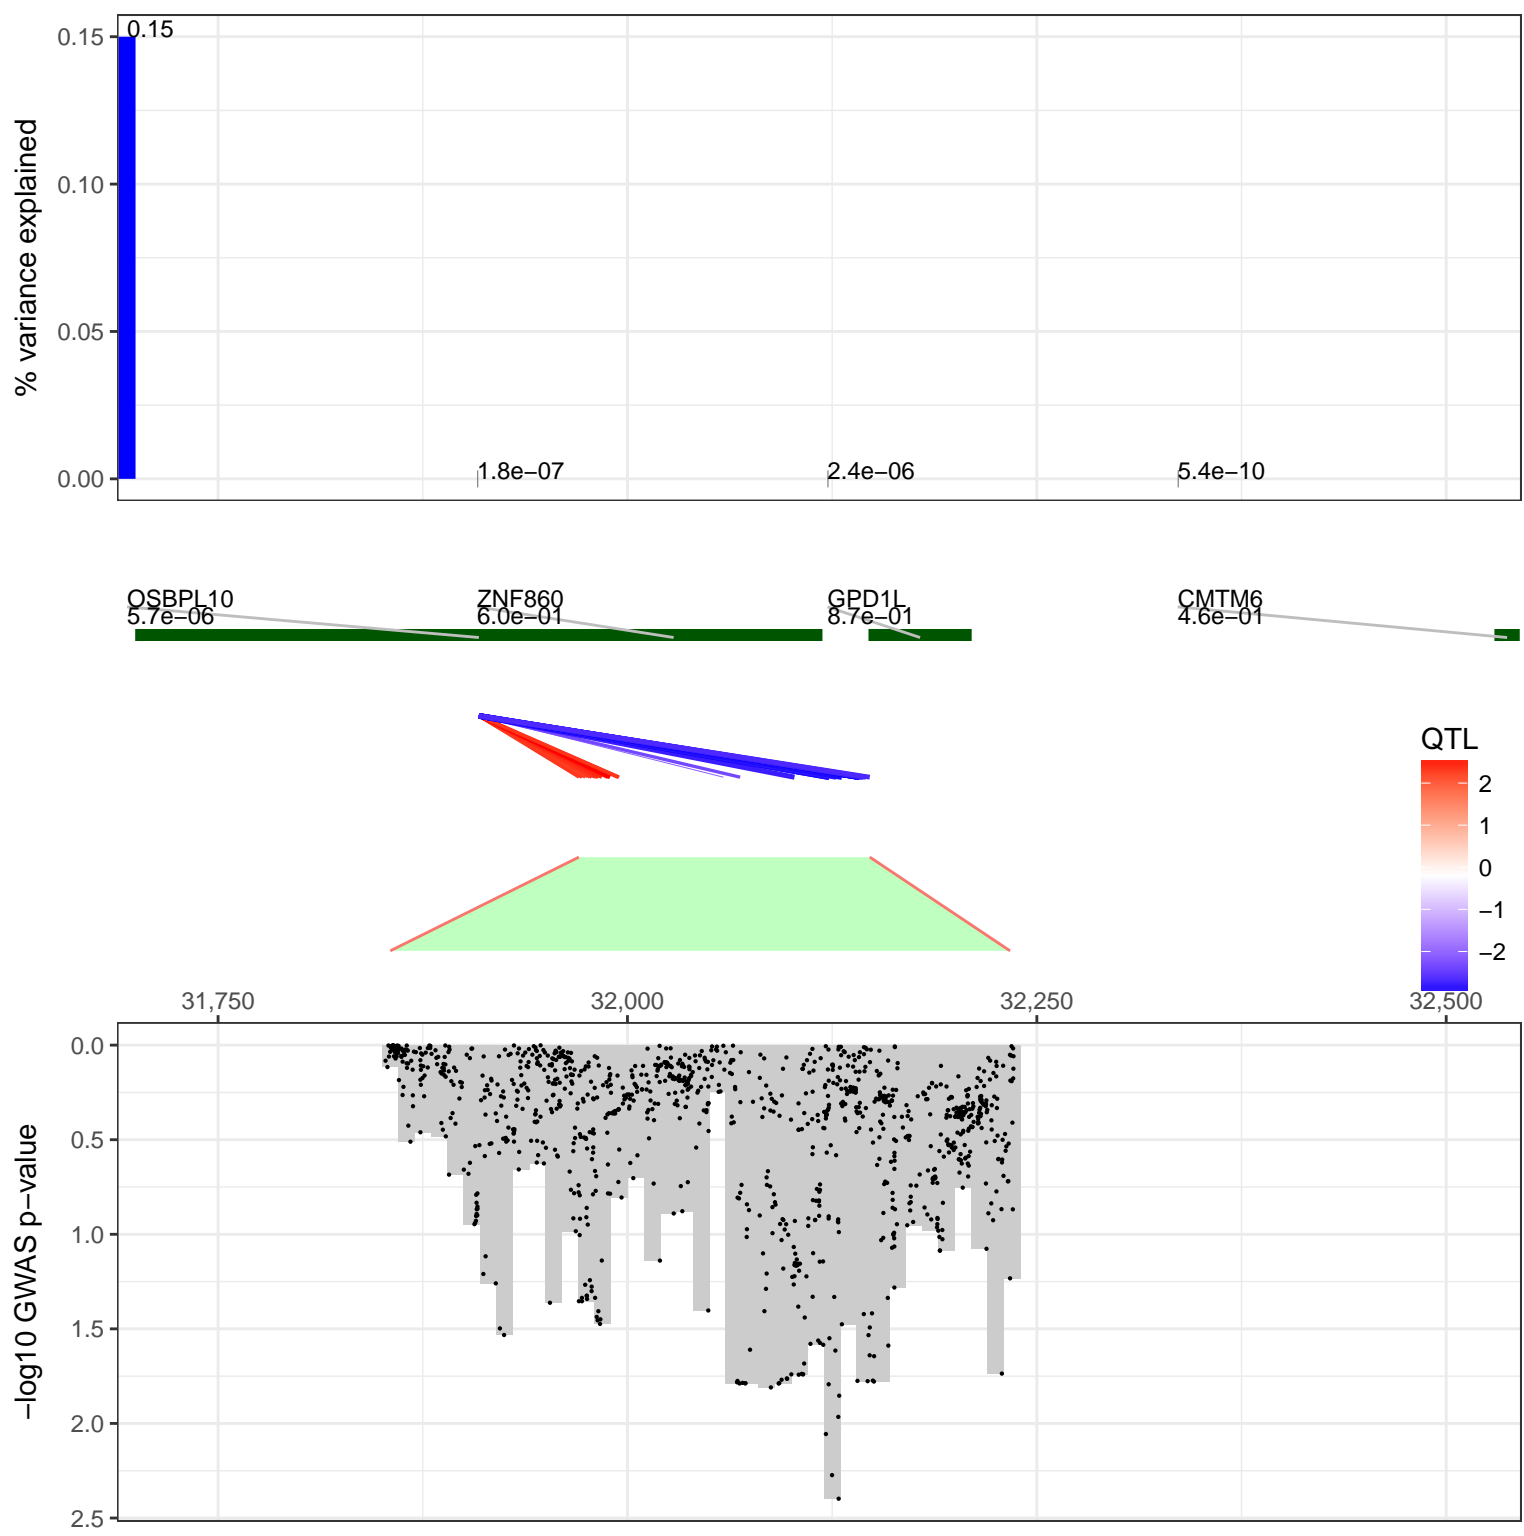 0.15
0.15
0.10
0.05
0.00
% variance explained
1.8e−07
2.4e−06
5.4e−10
OSBPL10
5.7e−06
ZNF860
6.0e−01
GPD1L
8.7e−01
CMTM6
4.6e−01
QTL
2
1
0
−1
−2
31,750
32,000
32,250
32,500
0.0
0.5
1.0
1.5
2.0
2.5
−log10 GWAS p−value